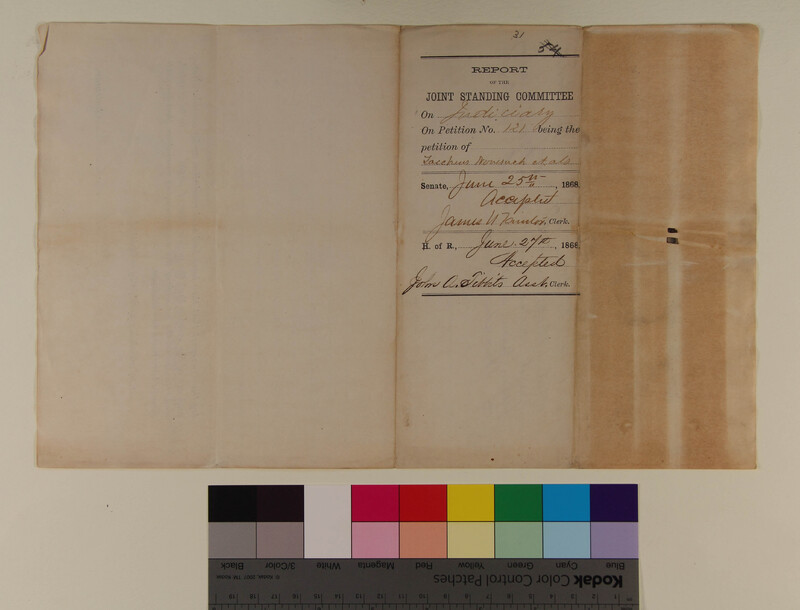 31
54
REPORT
OF THE
JOINT STANDING COMMITTEE
On Judiciary
On Petition No. 121 being the
petition of
et als
Senate, June 25th, 1868,
Accepted
James Clerk.
H. of R., June 27th, 1868
Accepted
John A. Tibbits Asst. Clerk.
Blue Cyan Green Yellow Red Magenta White 3/Color Black
Kodak Color Control Patches